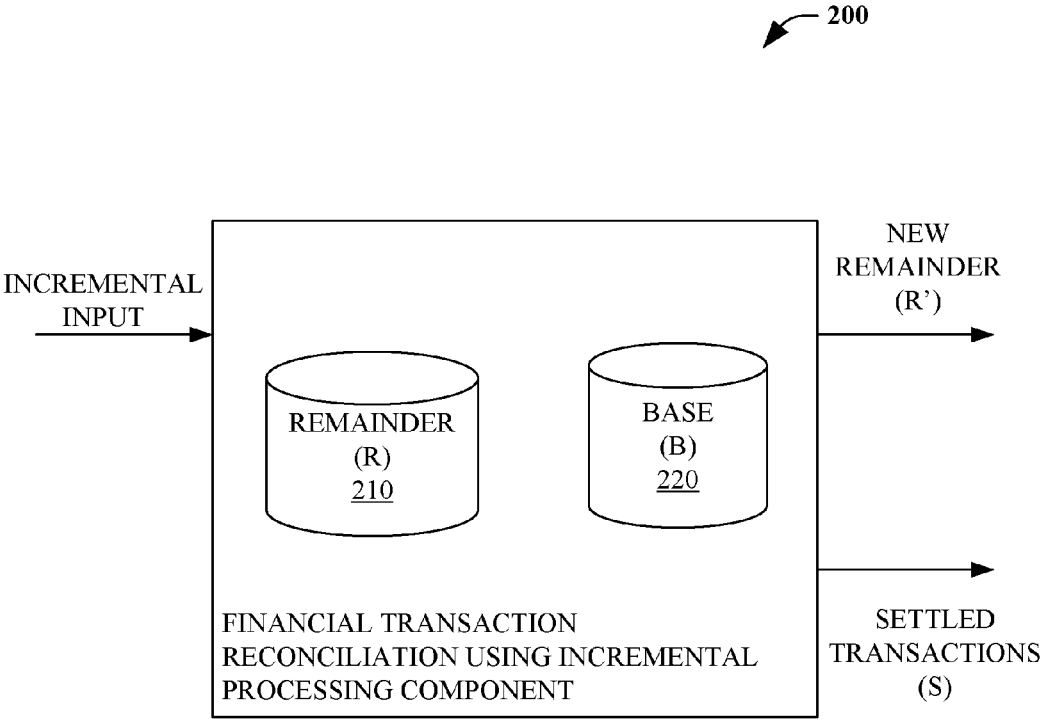 200
INCREMENTAL
INPUT
NEW
REMAINDER
(R’)
REMAINDER
(R)
210
BASE
(B)
220
FINANCIAL TRANSACTION
RECONCILIATION USING INCREMENTAL
PROCESSING COMPONENT
SETTLED
TRANSACTIONS
(S)